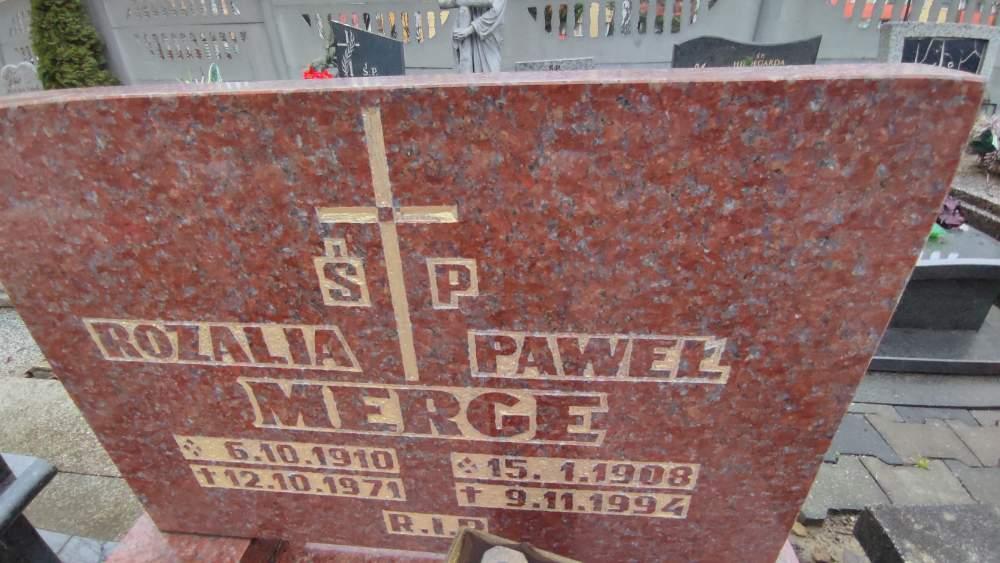 Ś P
ROZALIA PAWEŁ
MERGE
6.10.1910 15.1.1908
✝12.10.1971 ✝ 9.11.1994
R.I.P
Ś.P.